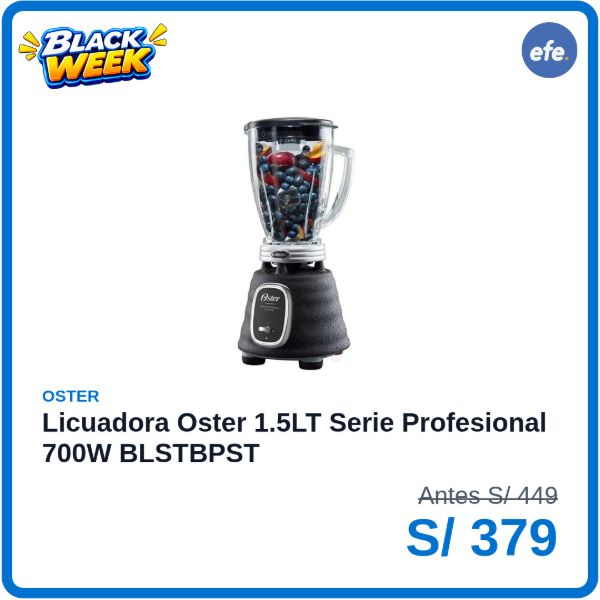 BLACK
WEEK
efe.
Oster
OSTER
Licuadora Oster 1.5LT Serie Profesional
700W BLSTBPST
Antes S/ 449
S/ 379